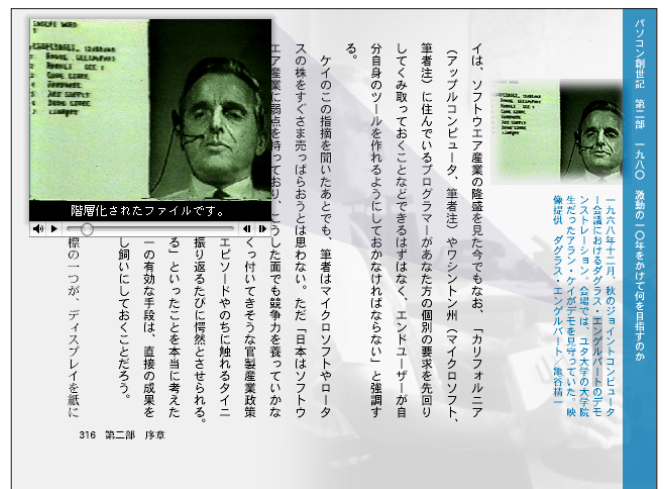 パソコン創世記　第二部　一九八〇　激動の一〇年をかけて何を目指すのか
一九六八年十二月、秋のジョイントコンピュータ
ー会議におけるダグラス・エンゲルバートのデモ
ンストレーション。会場では、ユタ大学の大学院
生だったアラン・ケイがデモを見守っていた。映
像提供　ダグラス・エンゲルバート
イは、ソフトウエア産業の隆盛を見た今でもなお、「カリフォルニア
（アップルコンピュータ、筆者注）やワシントン州（マイクロソフト、
筆者注）に住んでいるプログラマーがあなた方の個別の要求を先回り
してくみ取っておくことなどできるはずはなく、エンドユーザーが自
分自身のツールを作れるようにしておかなければならない」と強調す
る。
ケイのこの指摘を聞いたあとでも、筆者はマイクロソフトやロータ
スの株をすぐさま売っぱらおうとは思わない。ただ「日本はソフトウ
エア産業に弱点を持っており、こうした面でも競争力を養っていかな
くっ付いてきそうな官製産業政策
エピソードやのちに触れるタイニ
振り返るたびに愕然とさせられる。
る」といったことを本当に考えた
一の有効な手段は、直接の成果を
し飼いにしておくことだろう。
標の一つが、ディスプレイを紙に
階層化されたファイルです。
316　第二部　序章